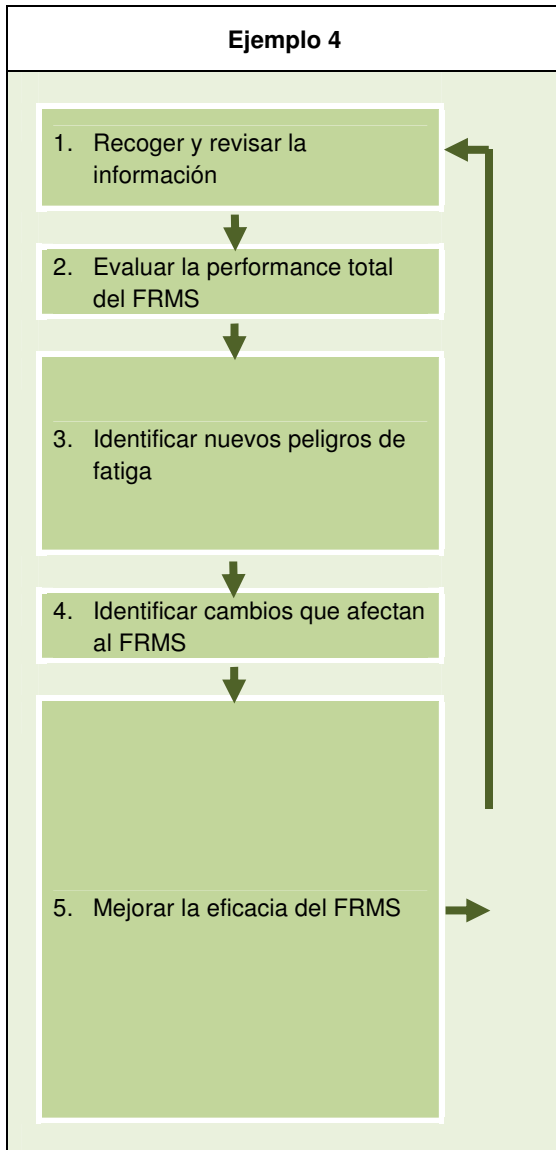 Ejemplo 4
1. Recoger y revisar la
información
2. Evaluar la performance total
del FRMS
3. Identificar nuevos peligros de
fatiga
4. Identificar cambios que afectan
al FRMS
5. Mejorar la eficacia del FRMS